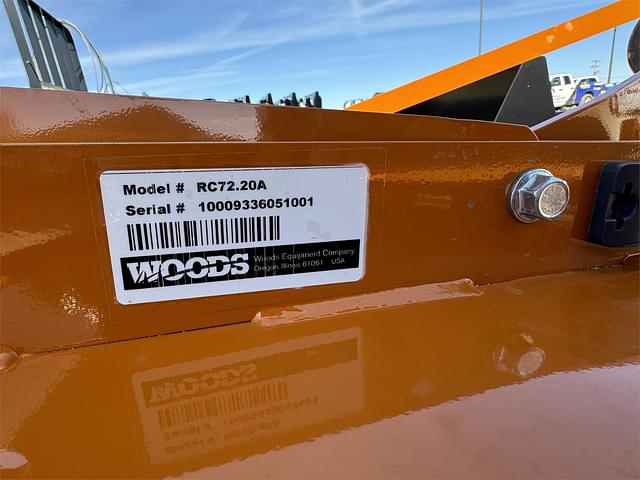 Model # RC72.20A
Serial # 10009336051001
WOODS Woods Equipment Company
Oregon, Illinois 61061 USA